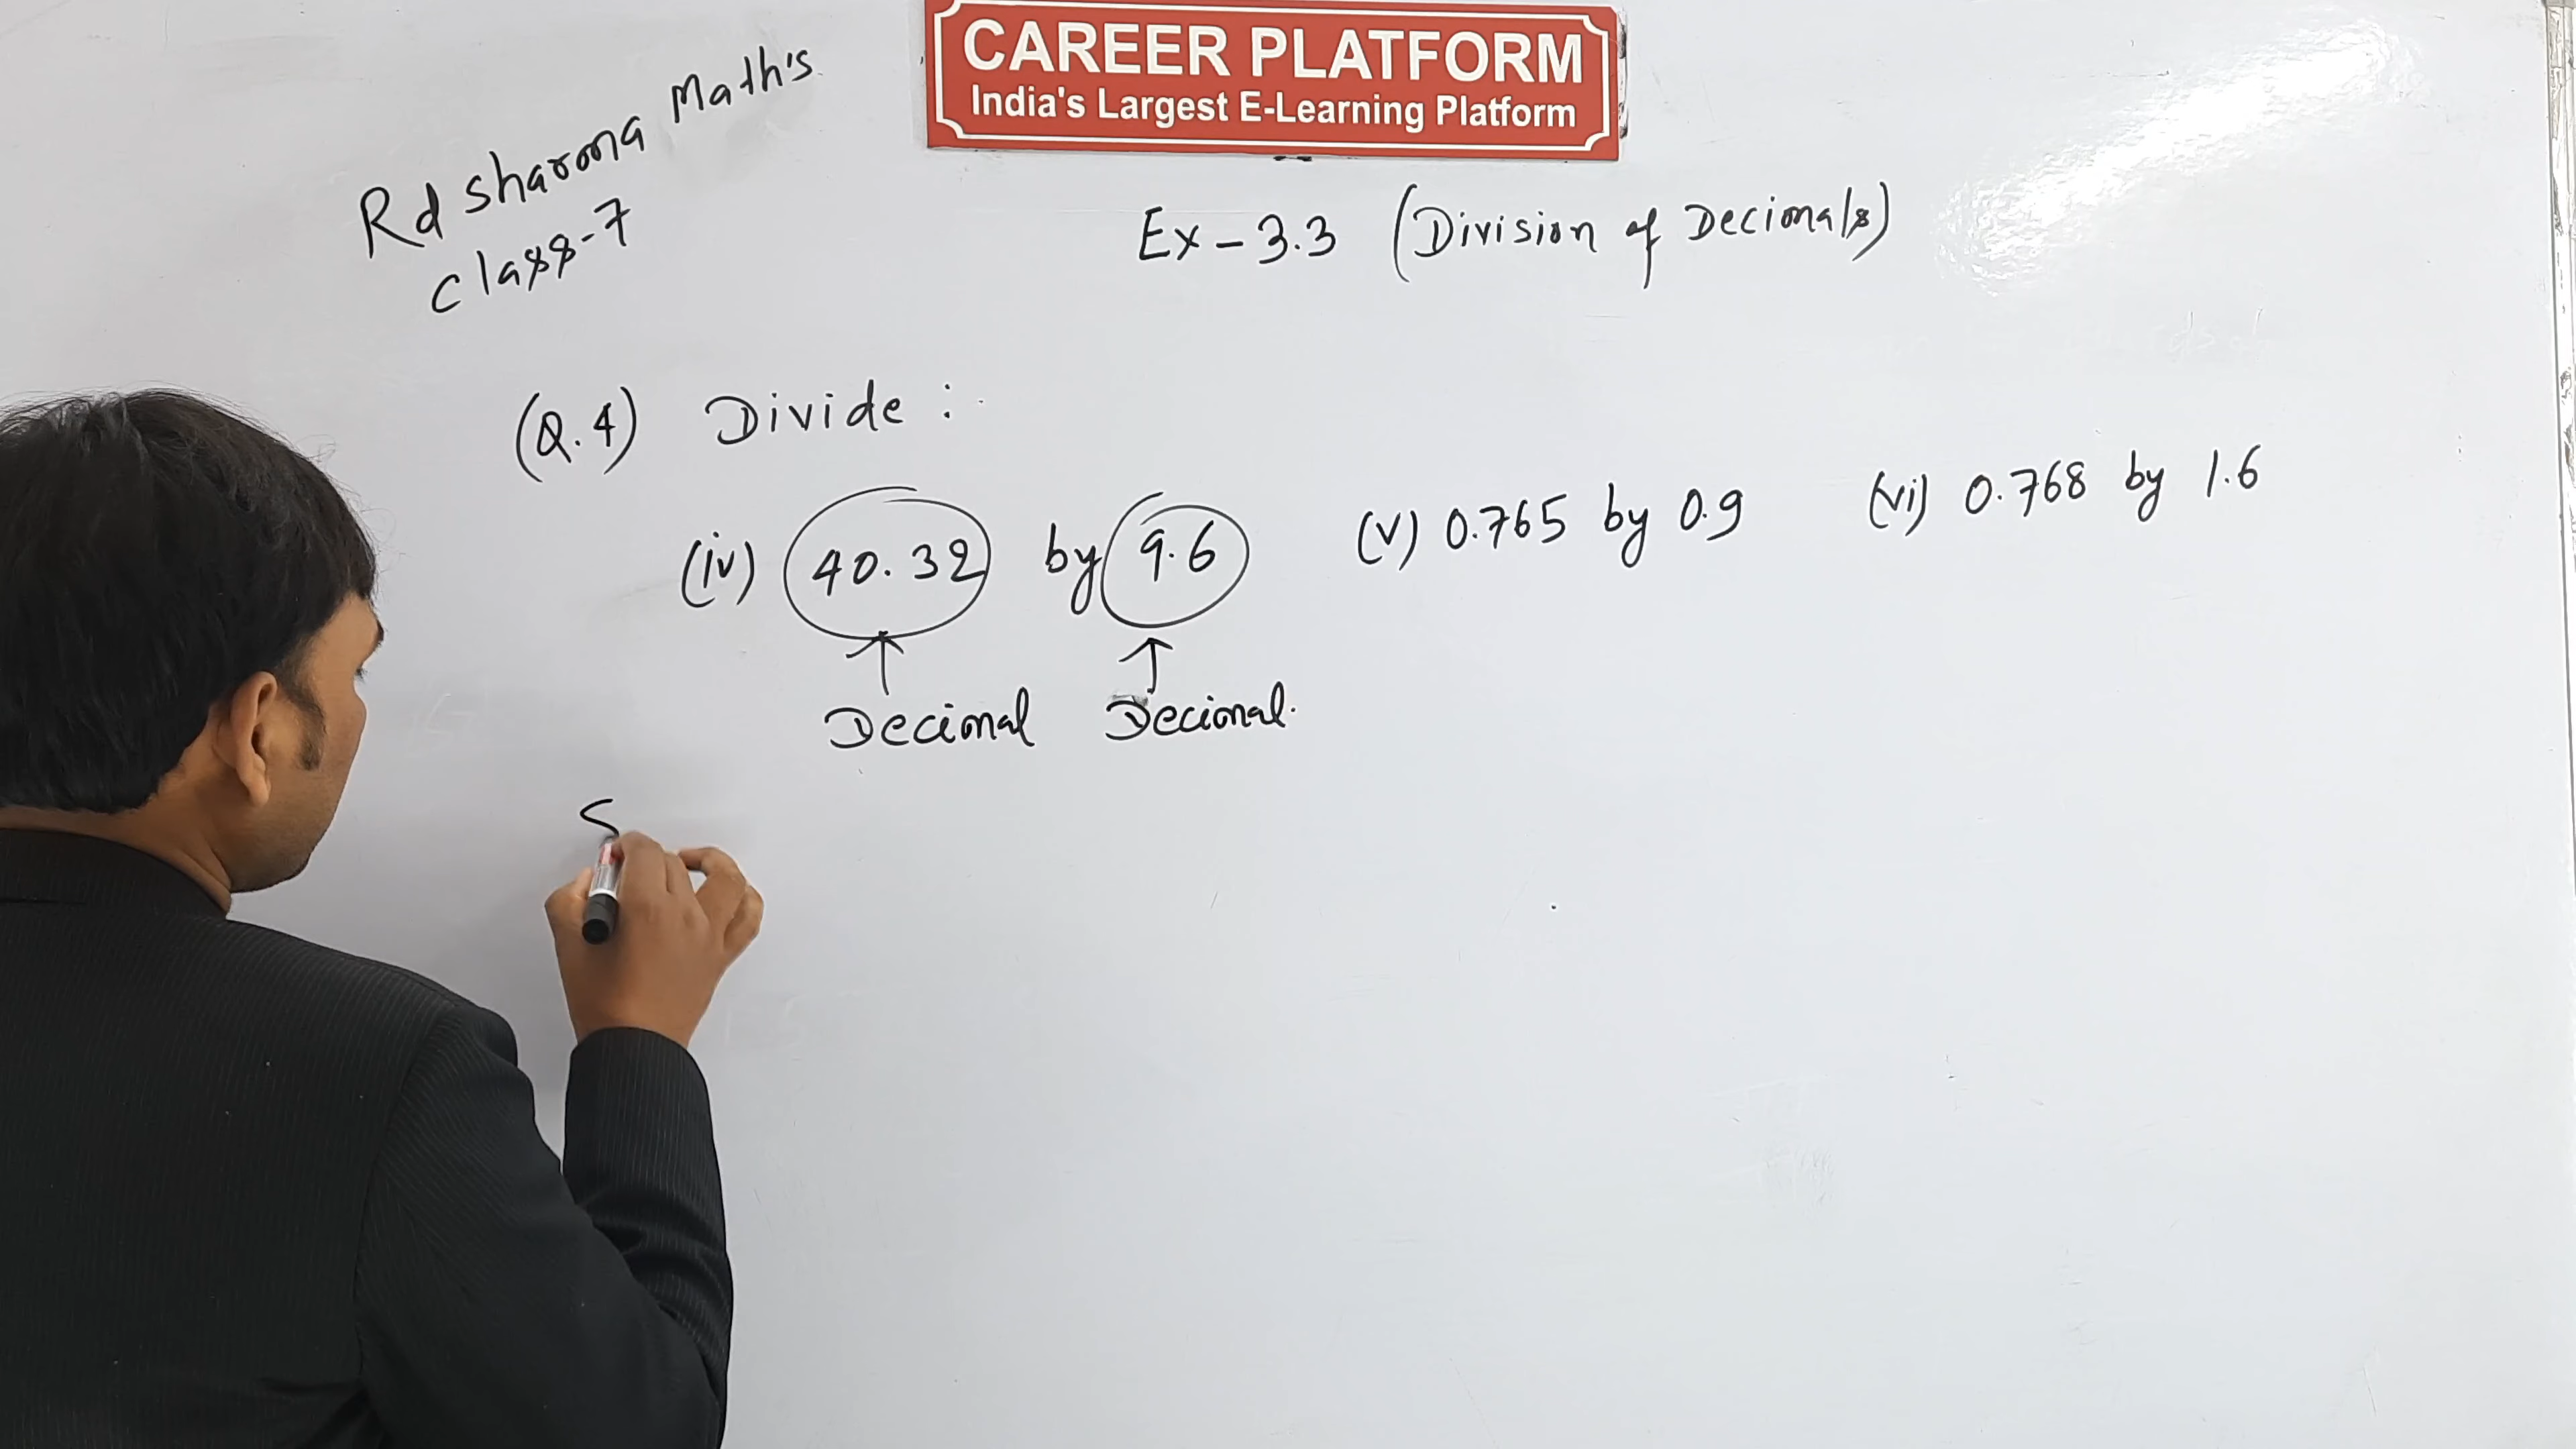 CAREER PLATFORM
India's Largest E-Learning Platform
Rd Sharma Math's
class-7
Ex-3.3 (Division of Decimals)
(Q.4) Divide :
(iv) 40.32 by 9.6 (v) 0.765 by 0.9 (vi) 0.768 by 1.6
Decimal Decimal.
S